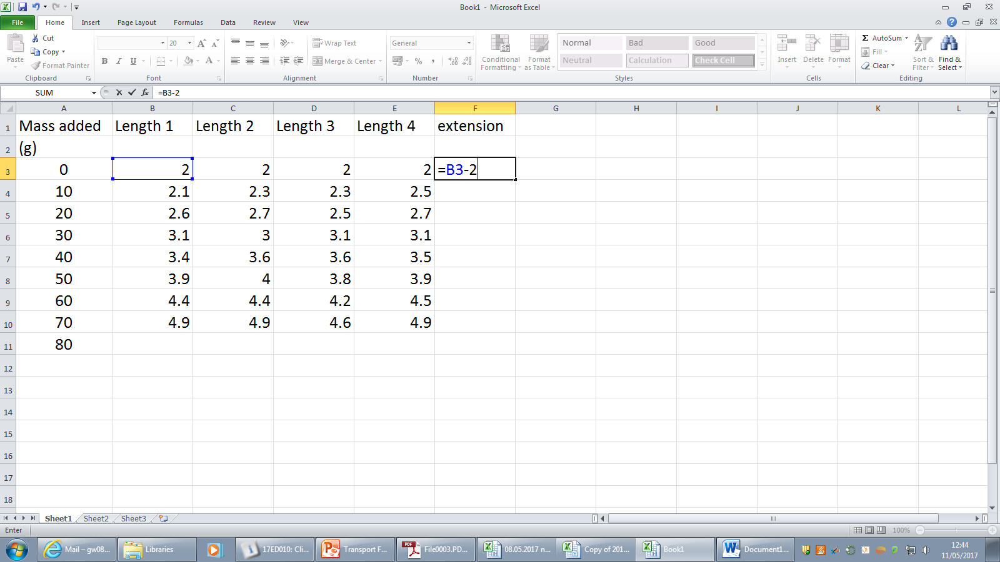 Book1 - Microsoft Excel
File Home Insert Page Layout Formulas Data Review View
Paste Cut Copy Format Painter Clipboard
20 A A B I U A Font
Wrap Text Merge & Center Alignment
General % , .0 .00 Number
Conditional Formatting Format as Table Normal Bad Good Neutral Calculation Check Cell Styles
Insert Delete Format Cells
Σ AutoSum Fill Clear Sort & Filter Find & Select Editing
SUM fx =B3-2
A B C D E F G H I J K L
1 Mass added Length 1 Length 2 Length 3 Length 4 extension
2 (g)
3 0 2 2 2 2 =B3-2
4 10 2.1 2.3 2.3 2.5
5 20 2.6 2.7 2.5 2.7
6 30 3.1 3 3.1 3.1
7 40 3.4 3.6 3.6 3.5
8 50 3.9 4 3.8 3.9
9 60 4.4 4.4 4.2 4.5
10 70 4.9 4.9 4.6 4.9
11 80
12
13
14
15
16
17
18
Sheet1 Sheet2 Sheet3
Enter 100%
Mail – gw08... Libraries 17ED010: Cli... Transport F... File0003.PD... 08.05.2017 n... Copy of 201... Book1 Document1... 12:44
11/05/2017